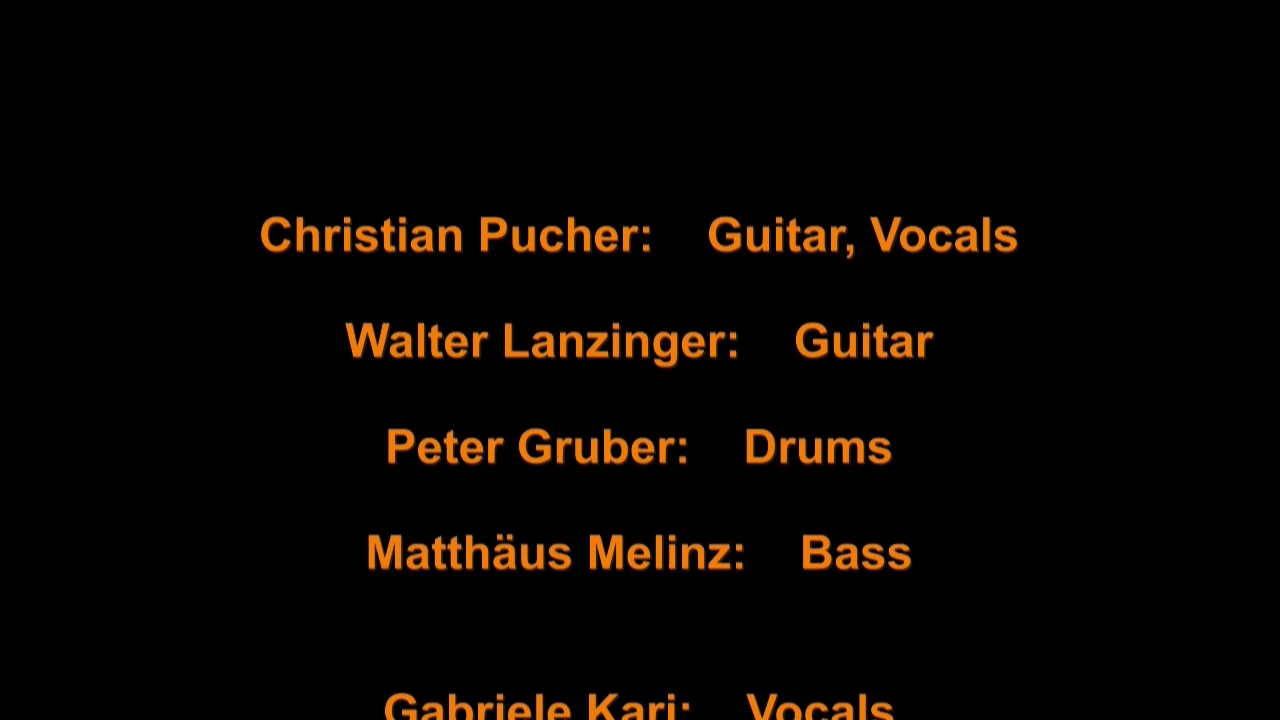 Christian Pucher: Guitar, Vocals
Walter Lanzinger: Guitar
Peter Gruber: Drums
Matthäus Melinz: Bass
Gabriele Kari: Vocals